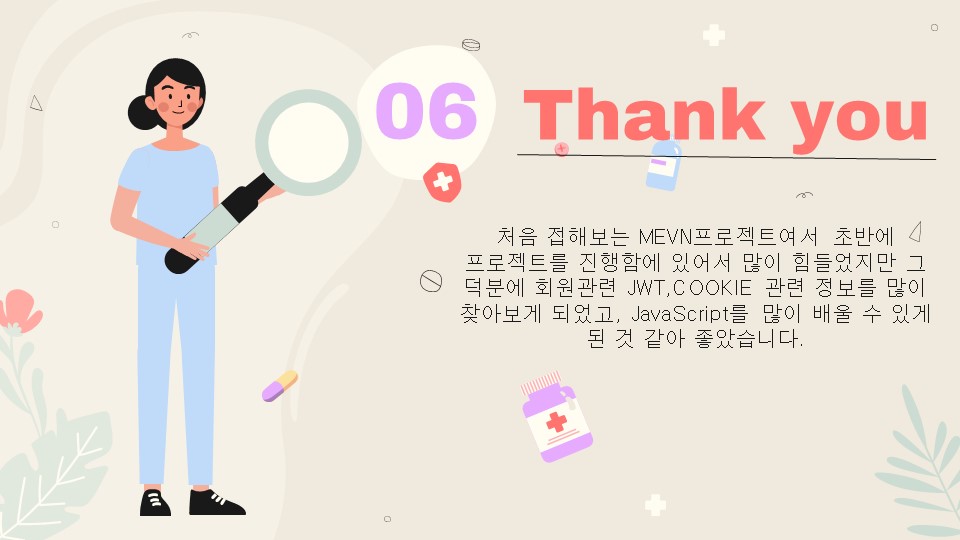 06
Thank you
처음 접해보는 MEVN프로젝트여서 초반에
프로젝트를 진행함에 있어서 많이 힘들었지만 그
덕분에 회원관련 JWT,COOKIE 관련 정보를 많이
찾아보게 되었고, JavaScript를 많이 배울 수 있게
된 것 같아 좋았습니다.